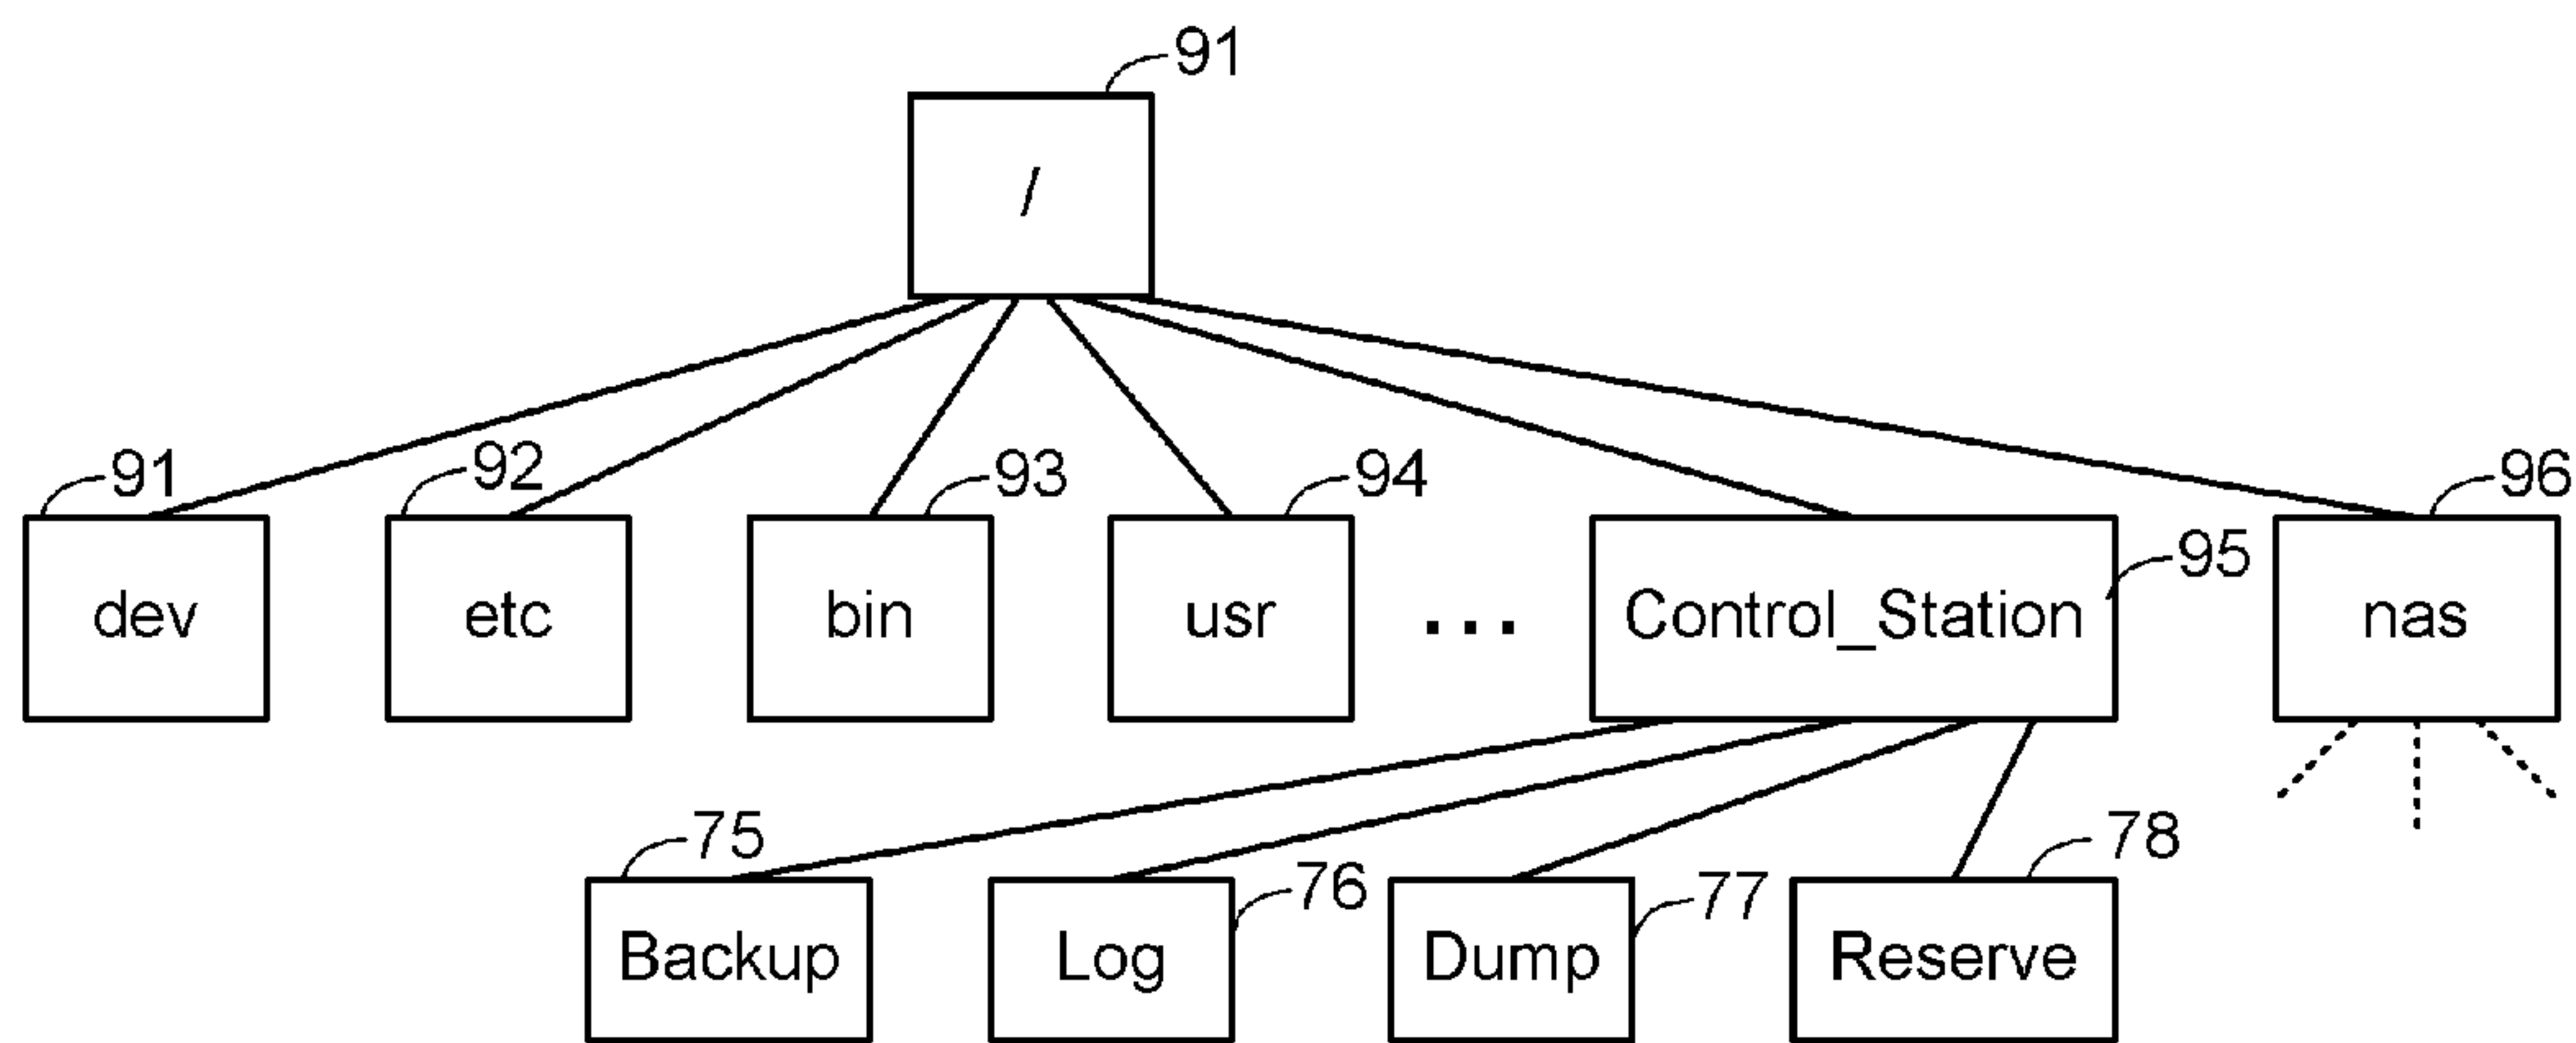 91
/
91 92 93 94 96
95
dev etc bin usr ... Control_Station nas
75 76 77 78
Backup Log Dump Reserve